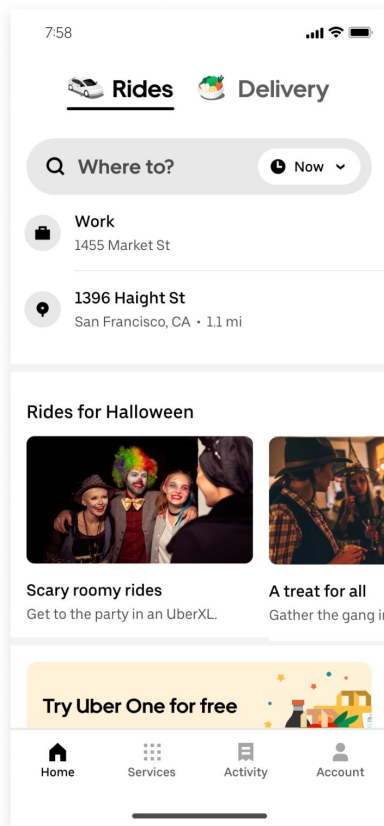 7:58
Rides
Delivery
Where to?
Now
Work
1455 Market St
1396 Haight St
San Francisco, CA • 1.1 mi
Rides for Halloween
Scary roomy rides
Get to the party in an UberXL.
A treat for all
Gather the gang i
Try Uber One for free
Home
Services
Activity
Account